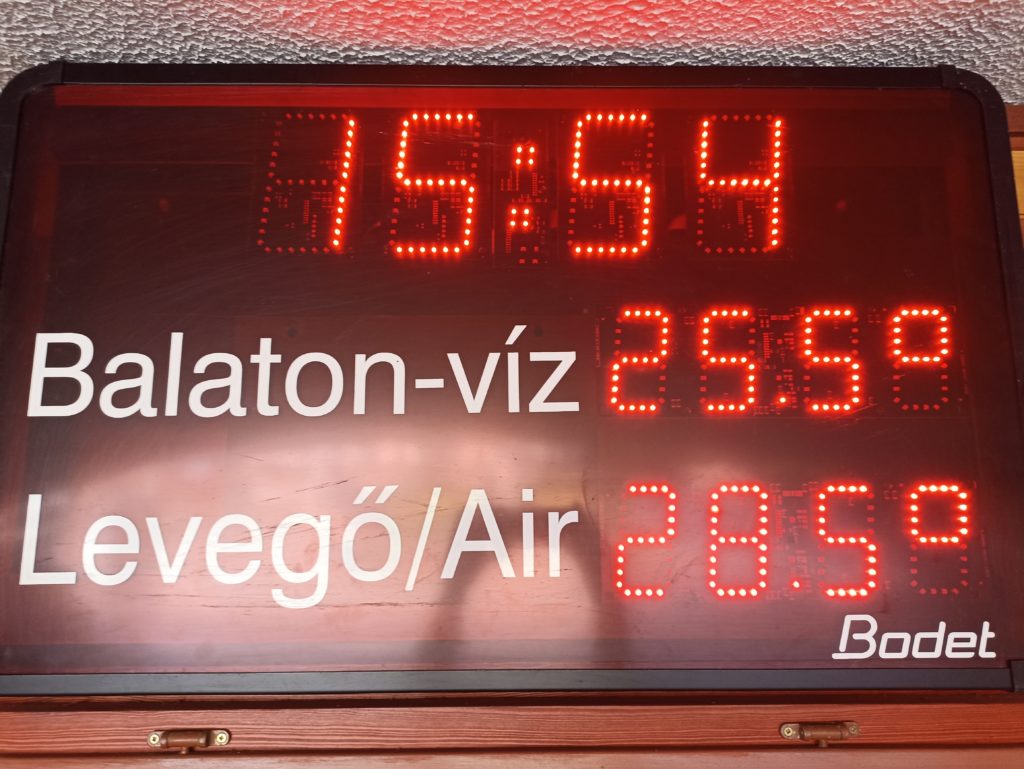 15:54
Balaton-víz 25.5°
Levegő/Air 28.5°
Bodet